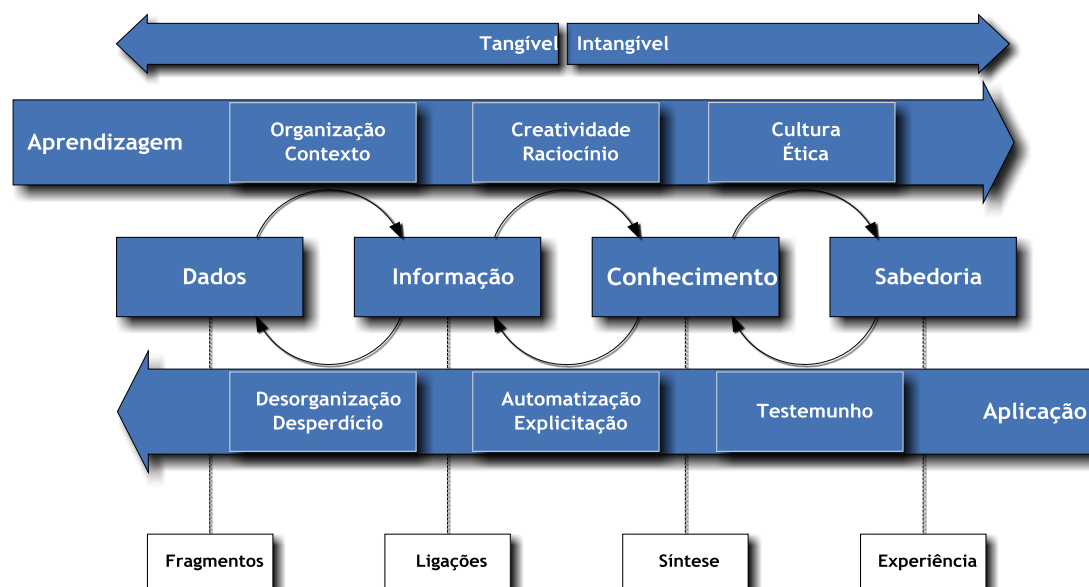 Tangível Intangível
Aprendizagem
Organização
Contexto
Creatividade
Raciocínio
Cultura
Ética
Dados
Informação
Conhecimento
Sabedoria
Desorganização
Desperdício
Automatização
Explicitação
Testemunho
Aplicação
Fragmentos
Ligações
Síntese
Experiência